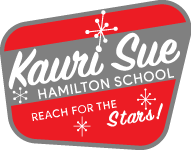 Kauri Sue
HAMILTON SCHOOL
REACH FOR THE
Stars!